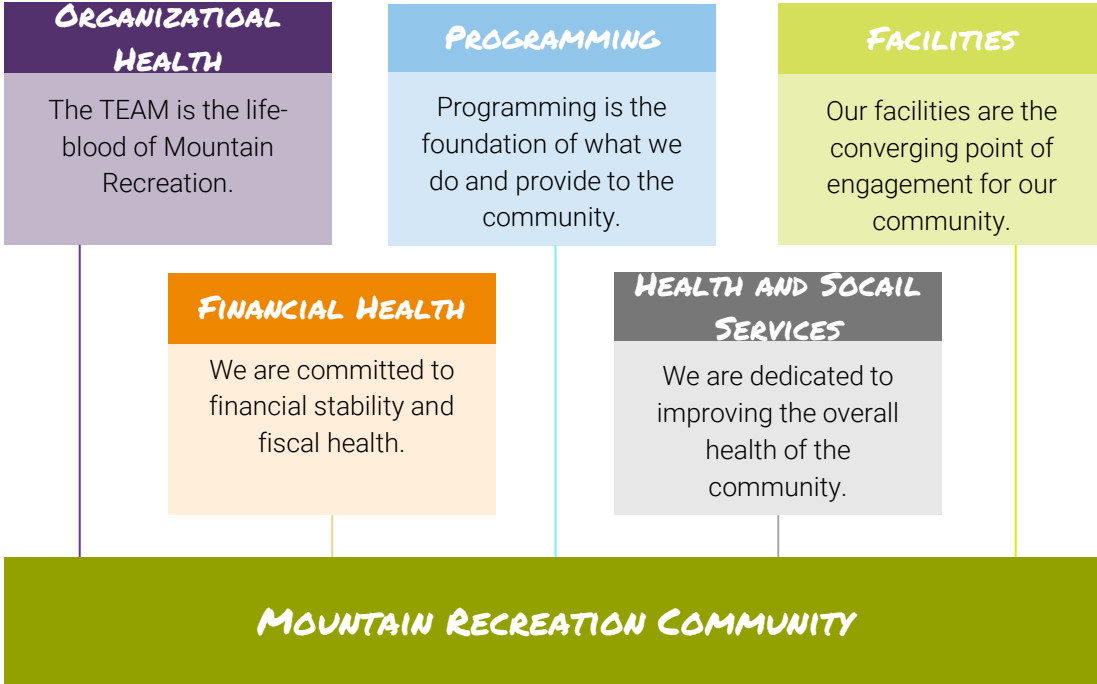 ORGANIZATIOAL
HEALTH
The TEAM is the life-
blood of Mountain
Recreation.
PROGRAMMING
Programming is the
foundation of what we
do and provide to the
community.
FACILITIES
Our facilities are the
converging point of
engagement for our
community.
FINANCIAL HEALTH
We are committed to
financial stability and
fiscal health.
HEALTH AND SOCAIL
SERVICES
We are dedicated to
improving the overall
health of the
community.
MOUNTAIN RECREATION COMMUNITY